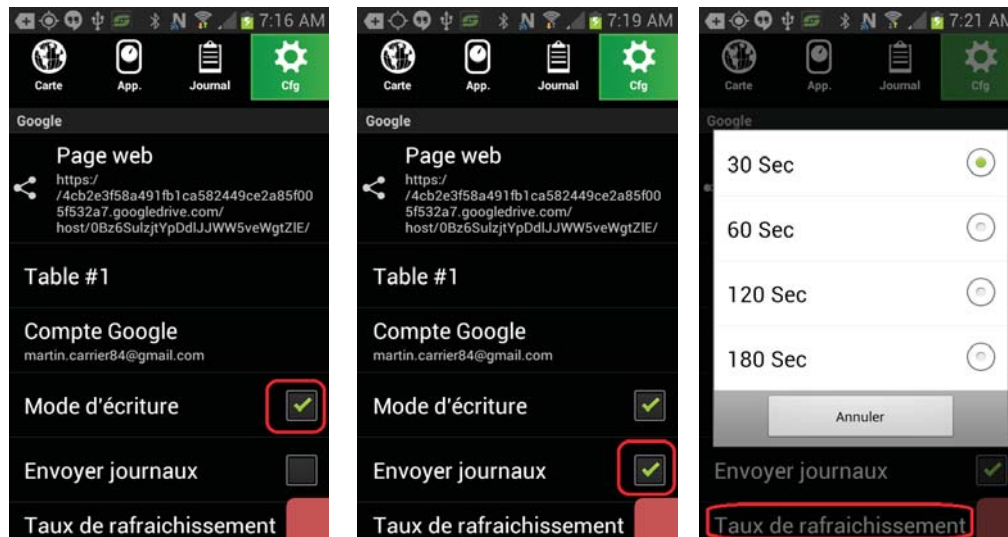 7:16 AM
Carte App. Journal Cfg
Google
Page web
https:/
/4cb2e3f58a491fb1ca582449ce2a85f00
5f532a7.googledrive.com/
host/0Bz6SulzjtYpDdlJJWW5veWgtZlE/
Table #1
Compte Google
martin.carrier84@gmail.com
Mode d'écriture
Envoyer journaux
Taux de rafraichissement
7:19 AM
Carte App. Journal Cfg
Google
Page web
https:/
/4cb2e3f58a491fb1ca582449ce2a85f00
5f532a7.googledrive.com/
host/0Bz6SulzjtYpDdlJJWW5veWgtZlE/
Table #1
Compte Google
martin.carrier84@gmail.com
Mode d'écriture
Envoyer journaux
Taux de rafraichissement
7:21 AM
Carte App. Journal Cfg
Google
30 Sec
60 Sec
120 Sec
180 Sec
Annuler
Envoyer journaux
Taux de rafraichissement